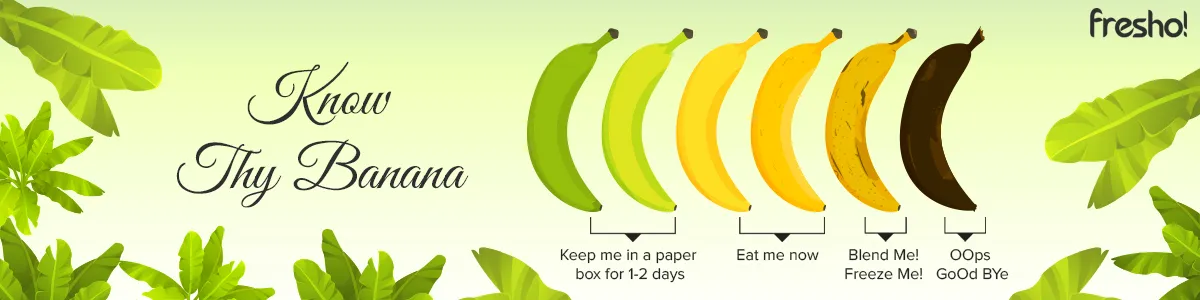 fresho!
Know
Thy Banana
Keep me in a paper
box for 1-2 days
Eat me now
Blend Me!
Freeze Me!
OOps
GoOd BYe